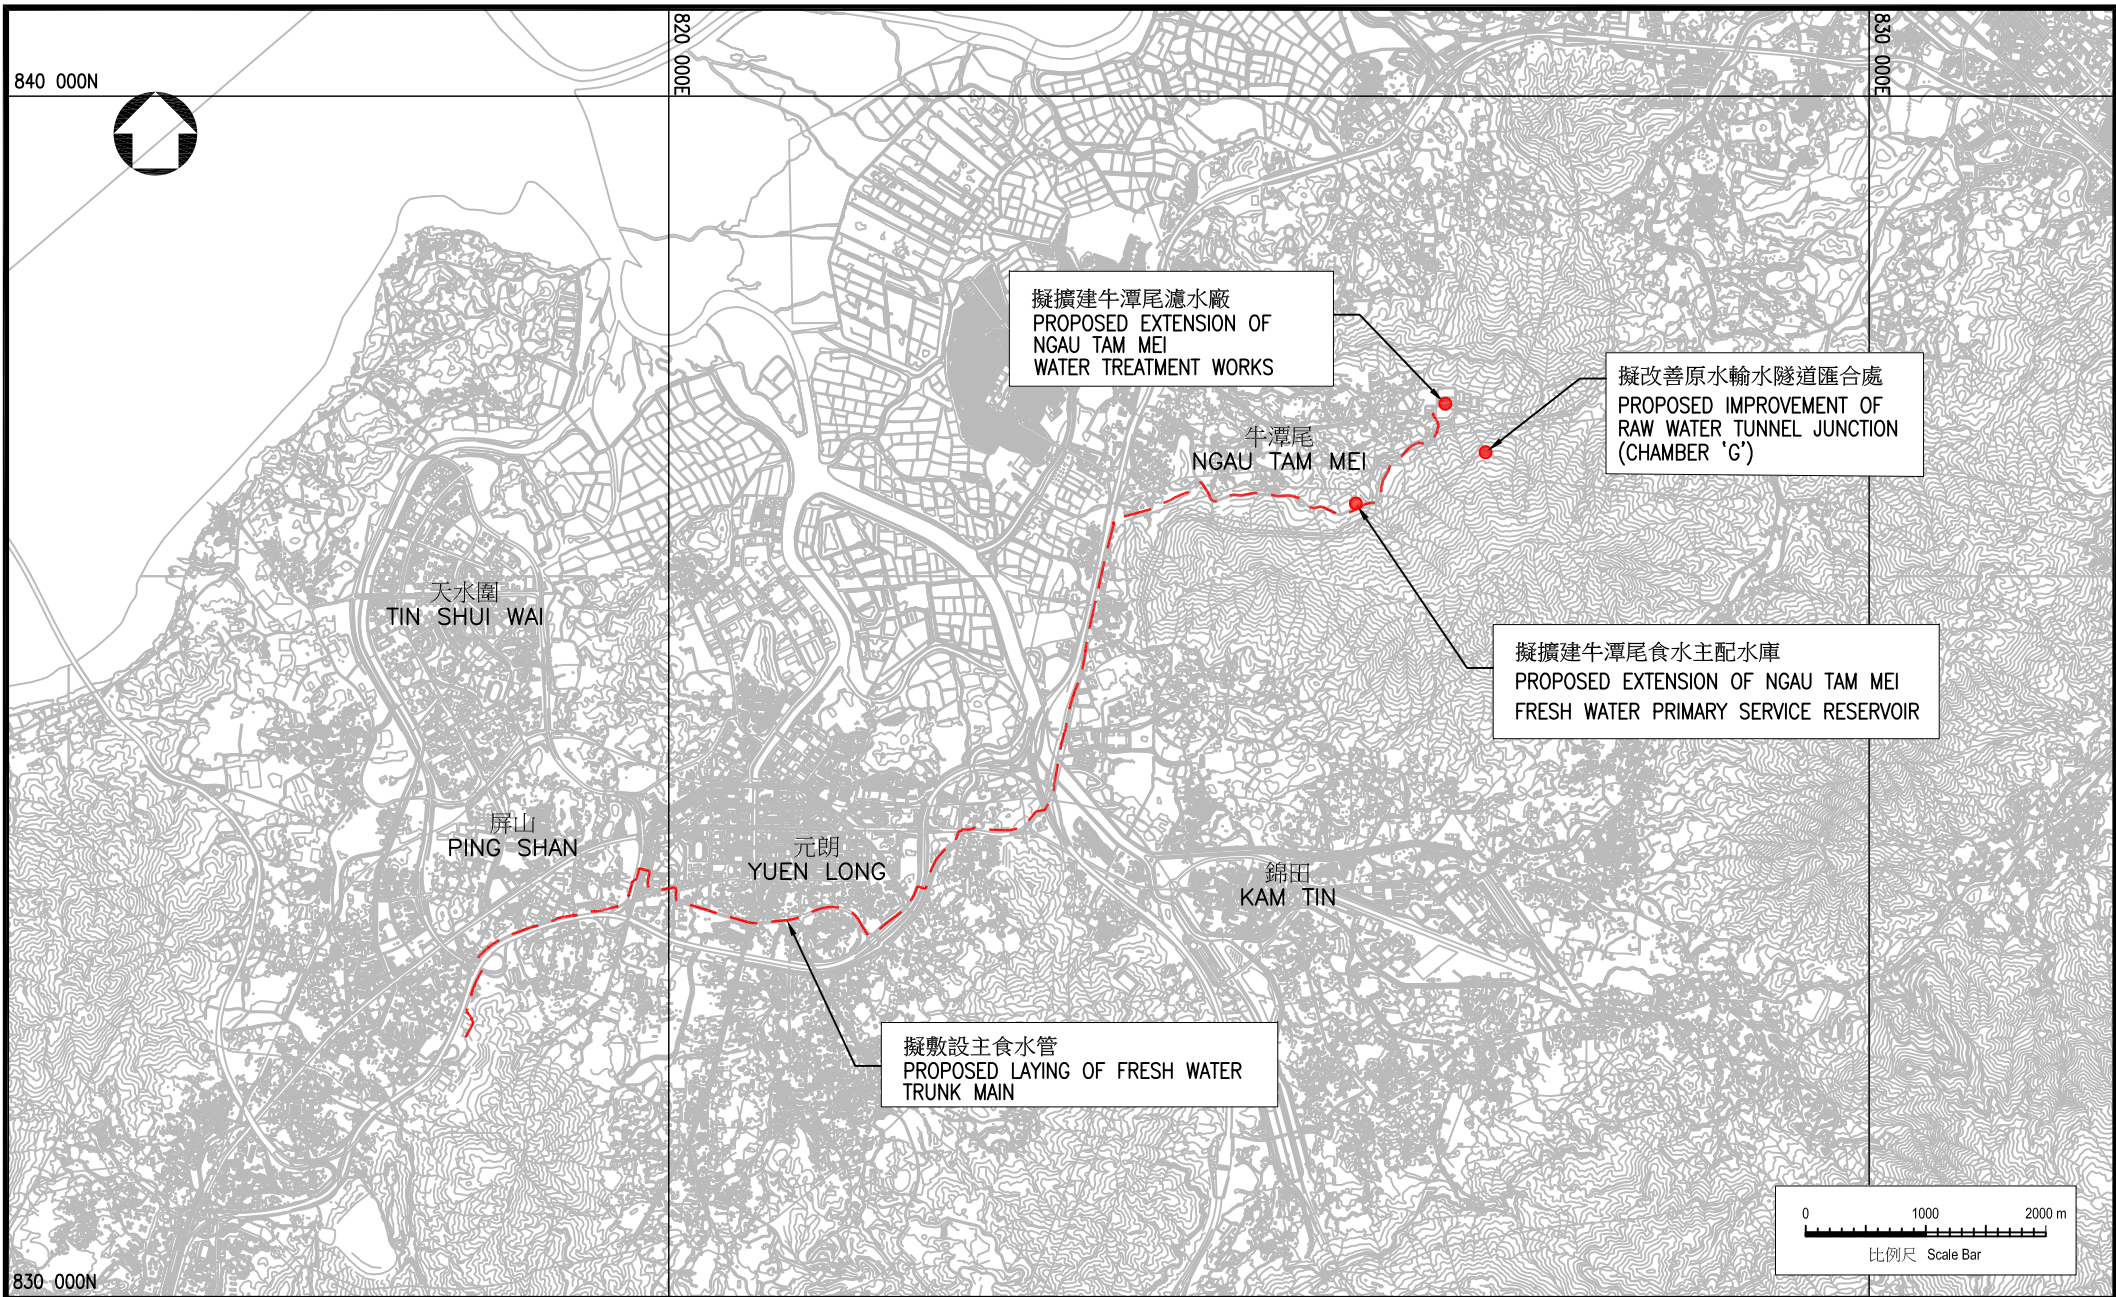 820 000E
830 000E
840 000N
擬擴建牛潭尾濾水廠
PROPOSED EXTENSION OF
NGAU TAM MEI
WATER TREATMENT WORKS
擬改善原水輸水隧道匯合處
PROPOSED IMPROVEMENT OF
RAW WATER TUNNEL JUNCTION
(CHAMBER 'G')
牛潭尾
NGAU TAM MEI
天水圍
TIN SHUI WAI
擬擴建牛潭尾食水主配水庫
PROPOSED EXTENSION OF NGAU TAM MEI
FRESH WATER PRIMARY SERVICE RESERVOIR
屏山
PING SHAN
元朗
YUEN LONG
錦田
KAM TIN
擬敷設主食水管
PROPOSED LAYING OF FRESH WATER
TRUNK MAIN
0 1000 2000 m
比例尺 Scale Bar
830 000N